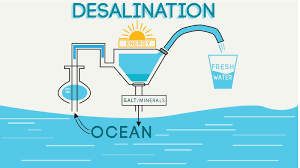 DESALINATION
ENERGY
FRESH
WATER
SALT/MINERALS
OCEAN